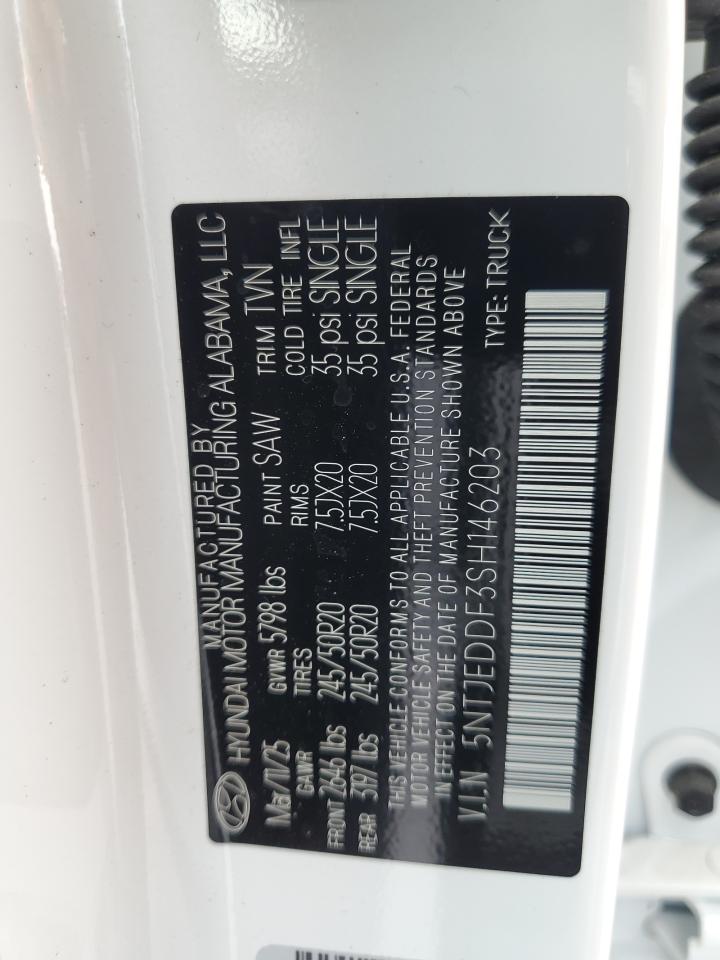 MANUFACTURED BY
HYUNDAI MOTOR MANUFACTURING ALABAMA, LLC
GVWR 5798 lbs PAINT SAW TRIM TVN
GAWR TIRES RIMS COLD TIRE INFL
FRONT 2646 lbs 245/50R20 7.5JX20 35 psi SINGLE
REAR lbs 245/50R20 7.5JX20 35 psi SINGLE
THIS VEHICLE CONFORMS TO ALL APPLICABLE U.S.A. FEDERAL
MOTOR VEHICLE SAFETY AND THEFT PREVENTION STANDARDS
IN EFFECT ON THE DATE OF MANUFACTURE SHOWN ABOVE
V.I.N 5NTJEDDF3SH146203 TYPE: TRUCK